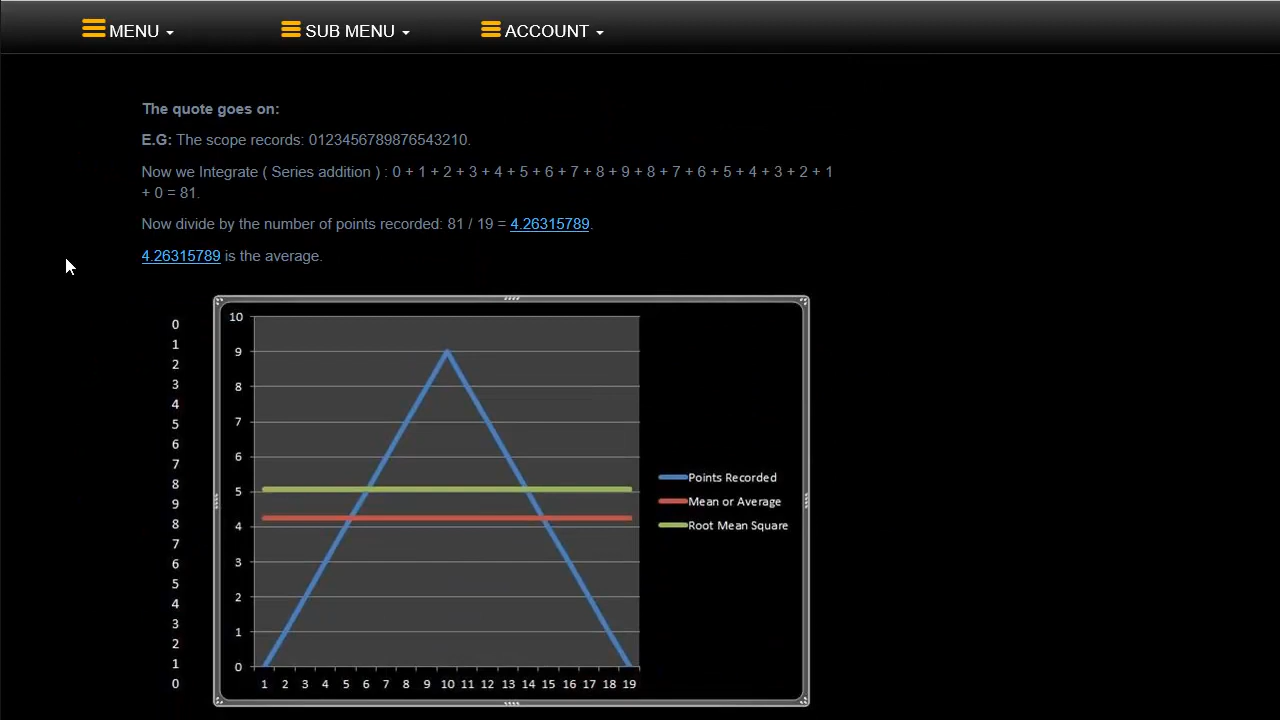 MENU SUB MENU ACCOUNT
The quote goes on:
E.G: The scope records: 0123456789876543210.
Now we Integrate ( Series addition ) : 0 + 1 + 2 + 3 + 4 + 5 + 6 + 7 + 8 + 9 + 8 + 7 + 6 + 5 + 4 + 3 + 2 + 1
+ 0 = 81.
Now divide by the number of points recorded: 81 / 19 = 4.26315789.
4.26315789 is the average.
0
1
2
3
4
5
6
7
8
9
8
7
6
5
4
3
2
1
0
10
9
8
7
6
5
4
3
2
1
0
1 2 3 4 5 6 7 8 9 10 11 12 13 14 15 16 17 18 19
Points Recorded
Mean or Average
Root Mean Square